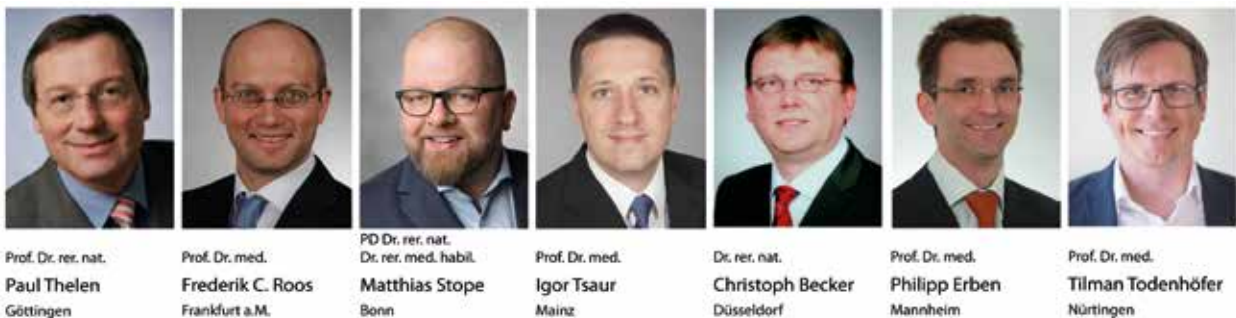 Prof. Dr. rer. nat.
Paul Thelen
Göttingen
Prof. Dr. med.
Frederik C. Roos
Frankfurt a.M.
PD Dr. rer. nat.
Dr. rer. med. habil.
Matthias Stope
Bonn
Prof. Dr. med.
Igor Tsaur
Mainz
Dr. rer. nat.
Christoph Becker
Düsseldorf
Prof. Dr. med.
Philipp Erben
Mannheim
Prof. Dr. med.
Tilman Todenhöfer
Nürtingen